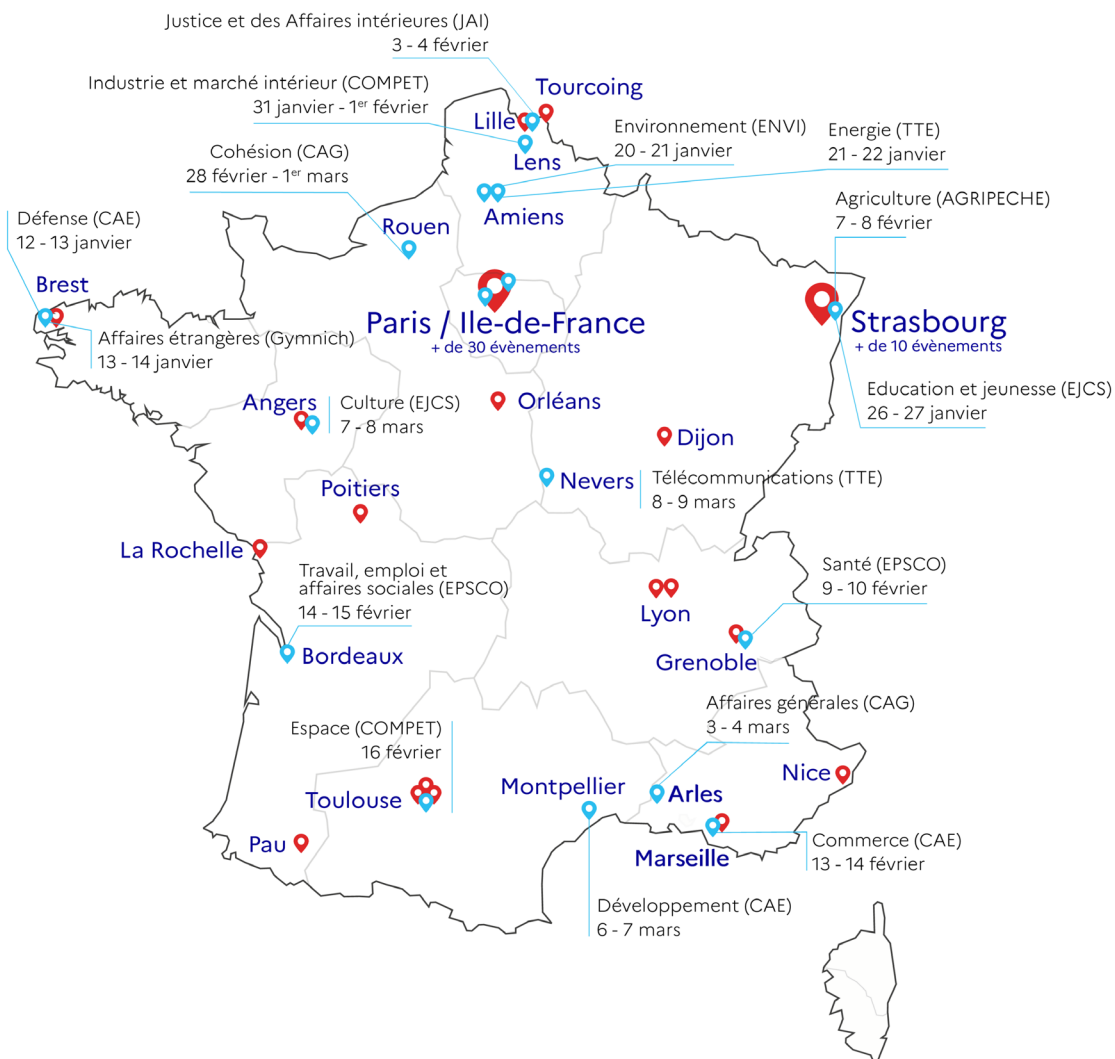 Justice et des Affaires intérieures (JAI)
3 - 4 février
Industrie et marché intérieur (COMPET)
31 janvier - 1er février
Tourcoing
Lille
Lens
Environnement (ENVI)
20 - 21 janvier
Energie (TTE)
21 - 22 janvier
Cohésion (CAG)
28 février - 1er mars
Amiens
Agriculture (AGRIPECHE)
7 - 8 février
Défense (CAE)
12 - 13 janvier
Rouen
Brest
Paris / Ile-de-France
+ de 30 évènements
Strasbourg
+ de 10 évènements
Affaires étrangères (Gymnich)
13 - 14 janvier
Education et jeunesse (EJCS)
26 - 27 janvier
Angers
Culture (EJCS)
7 - 8 mars
Orléans
Dijon
Nevers
Télécommunications (TTE)
8 - 9 mars
Poitiers
La Rochelle
Travail, emploi et
affaires sociales (EPSCO)
14 - 15 février
Santé (EPSCO)
9 - 10 février
Lyon
Bordeaux
Grenoble
Affaires générales (CAG)
3 - 4 mars
Espace (COMPET)
16 février
Nice
Montpellier
Arles
Toulouse
Pau
Marseille
Commerce (CAE)
13 - 14 février
Développement (CAE)
6 - 7 mars